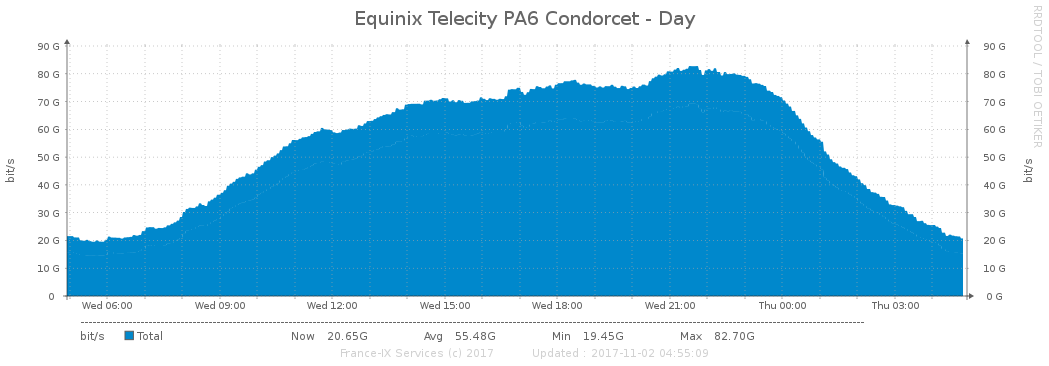 Equinix Telecity PA6 Condorcet - Day
RRDTOOL / TOBI OETIKER
90 G 90 G
80 G 80 G
70 G 70 G
60 G 60 G
50 G 50 G
40 G 40 G
30 G 30 G
20 G 20 G
10 G 10 G
0 0 G
bit/s bit/s
Wed 06:00 Wed 09:00 Wed 12:00 Wed 15:00 Wed 18:00 Wed 21:00 Thu 00:00 Thu 03:00
bit/s Total Now 20.65G Avg 55.48G Min 19.45G Max 82.70G
France-IX Services (c) 2017 Updated : 2017-11-02 04:55:09